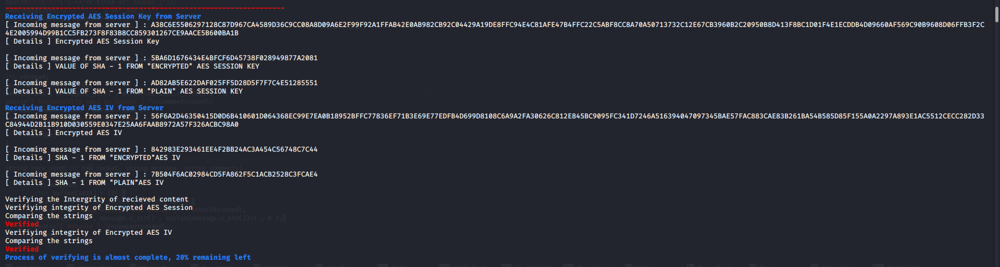 Receiving Encrypted AES Session Key from Server
[ Incoming message from server ] : A38C6E5506297128C87D967CA4589D36C9CC08A8D09A6E2F99F92A1FFAB42E0AB982CB92C04429A19DE8FFC94E4C81AFE47B4FFC22C5ABF8CC8A70A50713732C12E67CB3960B2C20950B8D413F8BC1D01F4E1ECDDB4D09660AF569C90B9608D06FFB3F2C
4E2005994D99B1CC5FB273F8F83B8CC859301267CE9AACE5B600BA1B
[ Details ] Encrypted AES Session Key
[ Incoming message from server ] : 5BA6D1676434E4BFCF6D45738F028949877A2081
[ Details ] VALUE OF SHA - 1 FROM "ENCRYPTED" AES SESSION KEY
[ Incoming message from server ] : AD82AB5E622DAF025FF5D28D5F7F7C4E51285551
[ Details ] VALUE OF SHA - 1 FROM "PLAIN" AES SESSION KEY
Receiving Encrypted AES IV from Server
[ Incoming message from server ] : 56F6A2D46350415D0D6B410601D064368EC99E7EA0B18952BFFC77836EF71B3E69E77EDFB4D699D8108C6A9A2FA30626C812E845BC9095FC341D7246A516394047097345BAE57FAC883CAE83B261BA54B585D85F155A0A2297A893E1AC5512CECC282D33
C84944D2B11B910D030559E0347E25AA6FAAB8972A57F326ACBC98A0
[ Details ] Encrypted AES IV
[ Incoming message from server ] : 842983E293461EE4F2BB24AC3A454C56748C7C44
[ Details ] SHA - 1 FROM "ENCRYPTED"AES IV
[ Incoming message from server ] : 7B504F6AC02984CD5FA862F5C1ACB2528C3FCAE4
[ Details ] SHA - 1 FROM "PLAIN"AES IV
Verifying the Intergrity of recieved content
Verifiying integrity of Encrypted AES Session
Comparing the strings
Verified
Verifiying integrity of Encrypted AES IV
Comparing the strings
Verified
Process of verifying is almost complete, 20% remaining left